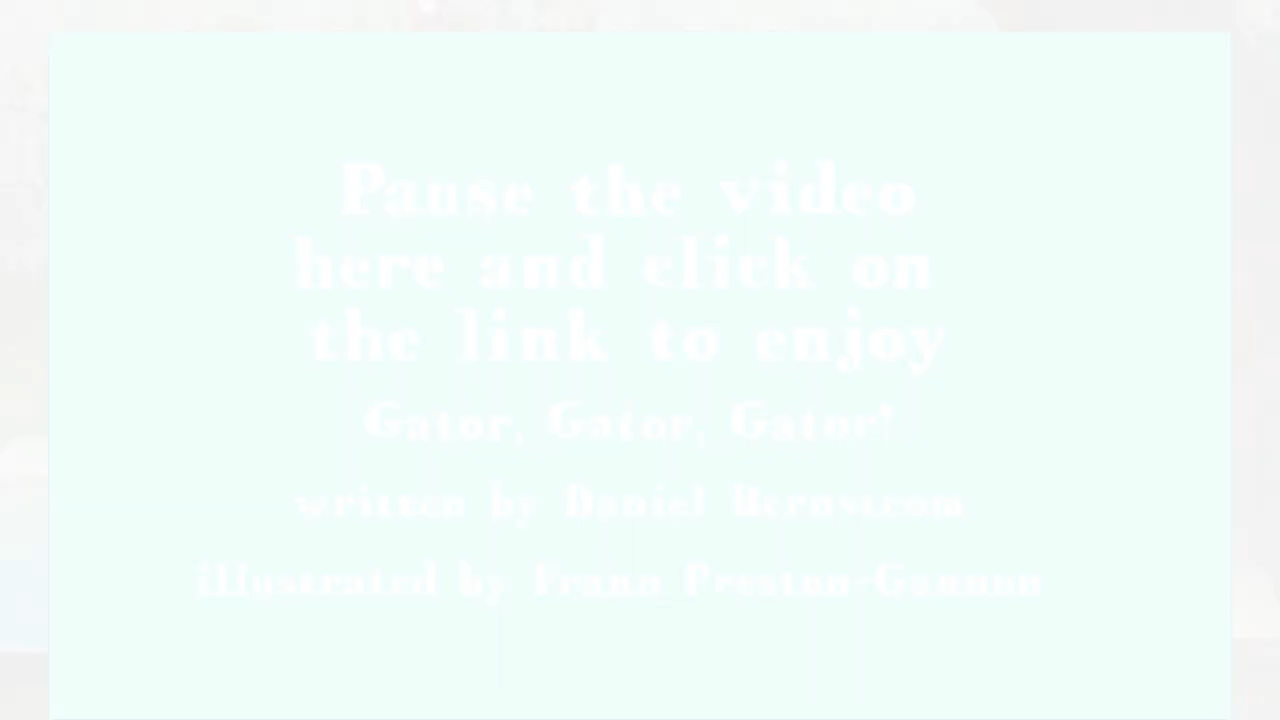 Pause the video
here and click on
the link to enjoy
Gator, Gator, Gator!
written by Daniel Bernstrom
illustrated by Frann Preston-Gannon